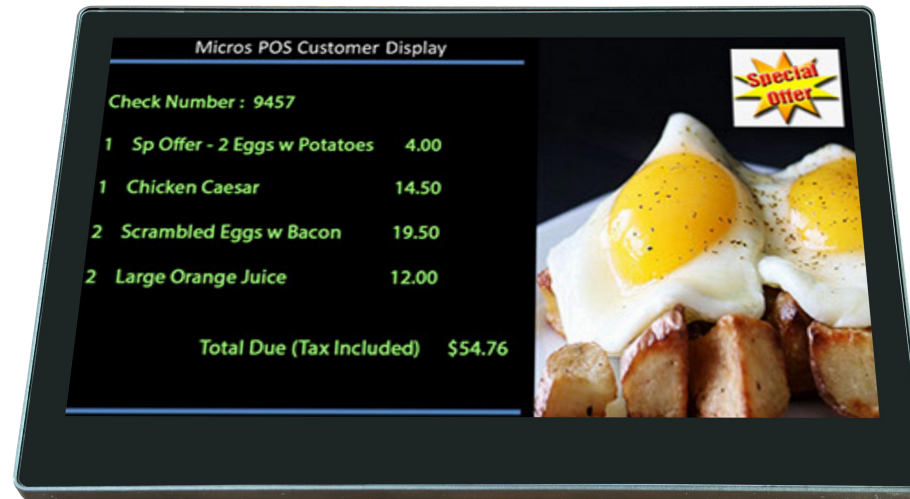 Micros POS Customer Display
Check Number : 9457
1 Sp Offer - 2 Eggs w Potatoes 4.00
1 Chicken Caesar 14.50
2 Scrambled Eggs w Bacon 19.50
2 Large Orange Juice 12.00
Total Due (Tax Included) $54.76
Special
Offer